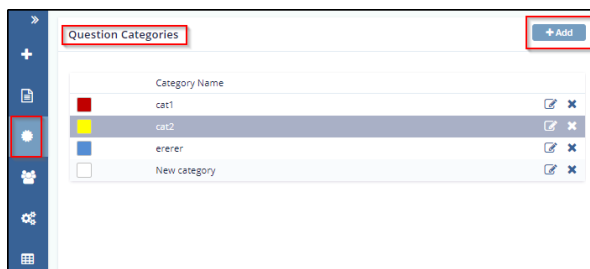 Question Categories
+ Add
Category Name
cat1
cat2
ererer
New category